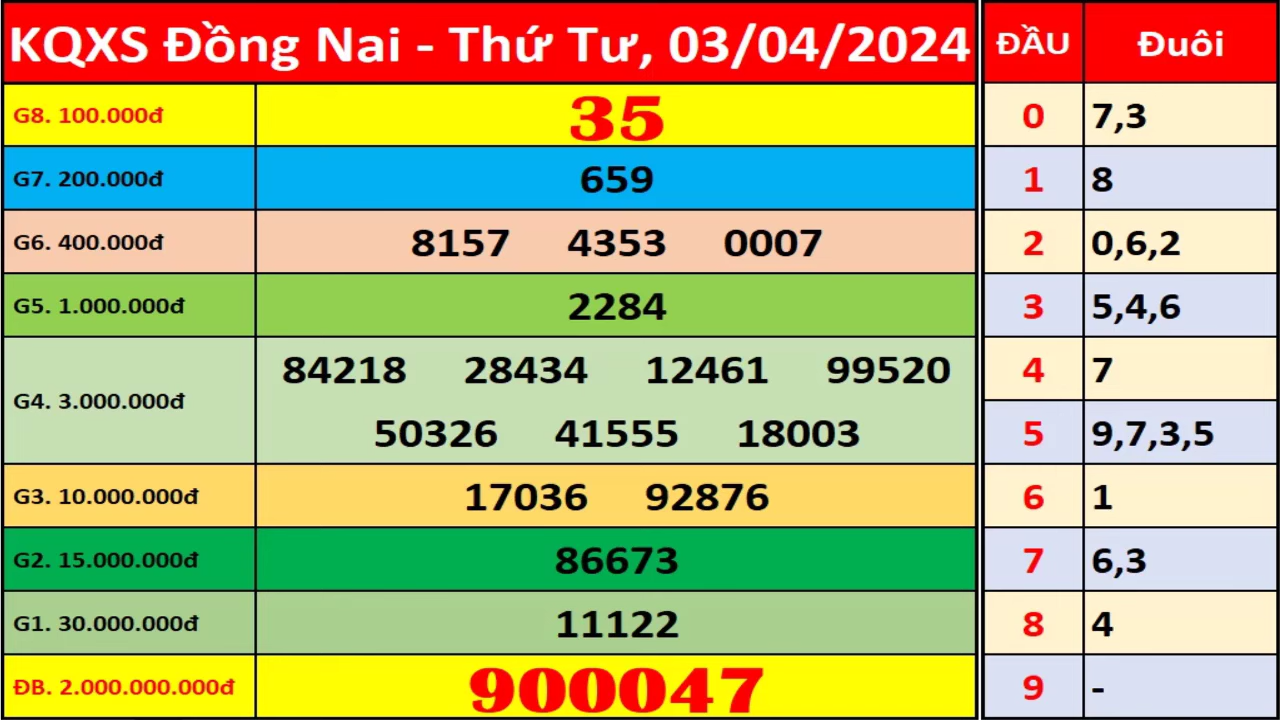 KQXS Đồng Nai - Thứ Tư, 03/04/2024 ĐẦU Đuôi
G8. 100.000đ 35 0 7,3
G7. 200.000đ 659 1 8
G6. 400.000đ 8157 4353 0007 2 0,6,2
G5. 1.000.000đ 2284 3 5,4,6
G4. 3.000.000đ 84218 28434 12461 99520 4 7
50326 41555 18003 5 9,7,3,5
G3. 10.000.000đ 17036 92876 6 1
G2. 15.000.000đ 86673 7 6,3
G1. 30.000.000đ 11122 8 4
ĐB. 2.000.000.000đ 900047 9 -